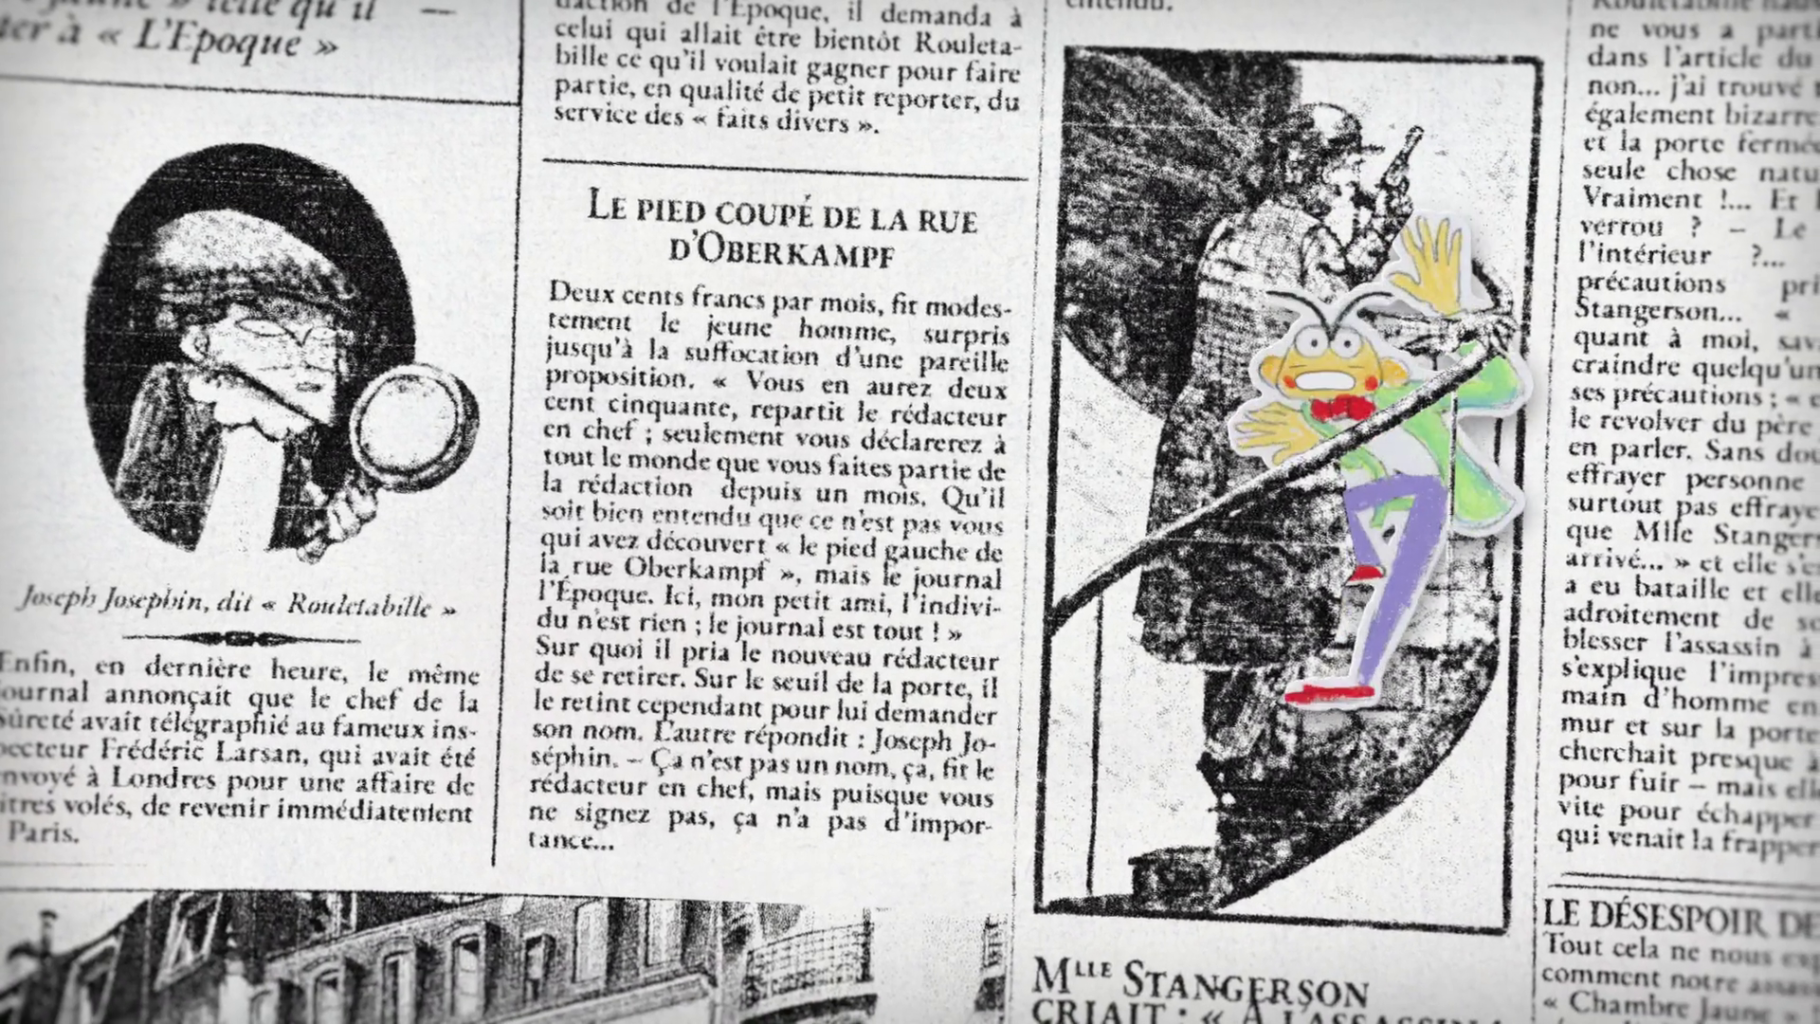 telle qu'il
ter à « L'Epoque »
Joseph Josephin, dit « Rouletabille »
Enfin, en dernière heure, le même
journal annonçait que le chef de la
Sûreté avait télégraphié au fameux ins-
pecteur Frédéric Larsan, qui avait été
envoyé à Londres pour une affaire de
titres volés, de revenir immédiatement
Paris.
daction de l'Epoque, il demanda à
celui qui allait être bientôt Rouleta-
bille ce qu'il voulait gagner pour faire
partie, en qualité de petit reporter, du
service des « faits divers ».
LE PIED COUPÉ DE LA RUE
D'OBERKAMPF
Deux cents francs par mois, fit modes-
tement le jeune homme, surpris
jusqu'à la suffocation d'une pareille
proposition. « Vous en aurez deux
cent cinquante, repartit le rédacteur
en chef ; seulement vous déclarerez à
tout le monde que vous faites partie de
la rédaction depuis un mois. Qu'il
soit bien entendu que ce n'est pas vous
qui avez découvert « le pied gauche de
la rue Oberkampf », mais le journal
l'Époque. Ici, mon petit ami, l'indivi-
du n'est rien ; le journal est tout ! »
Sur quoi il pria le nouveau rédacteur
de se retirer. Sur le seuil de la porte, il
le retint cependant pour lui demander
son nom. L'autre répondit : Joseph Jo-
séphin. – Ça n'est pas un nom, ça, fit le
rédacteur en chef, mais puisque vous
ne signez pas, ça n'a pas d'impor-
tance...
entendu.
MLLE STANGERSON
CRIAIT : « A L'ASSASSIN
ne vous a
dans l'article du
non... j'ai trouvé
également bizarre
et la porte fermée
seule chose
Vraiment !... Et
verrou ? – Le
l'intérieur ?...
précautions
Stangerson... «
quant à moi,
craindre quelqu'un
ses précautions ; «
le revolver du père
en parler. Sans
effrayer personne
surtout pas
que Mlle
arrivé... » et elle
a eu bataille et elle
adroitement de
blesser l'assassin à
s'explique
main d'homme
mur et sur la porte
cherchait presque à
pour fuir – mais
vite pour échapper
qui venait la frapper
LE DÉSESPOIR DE
Tout cela ne nous
comment notre
« Chambre Jaune »